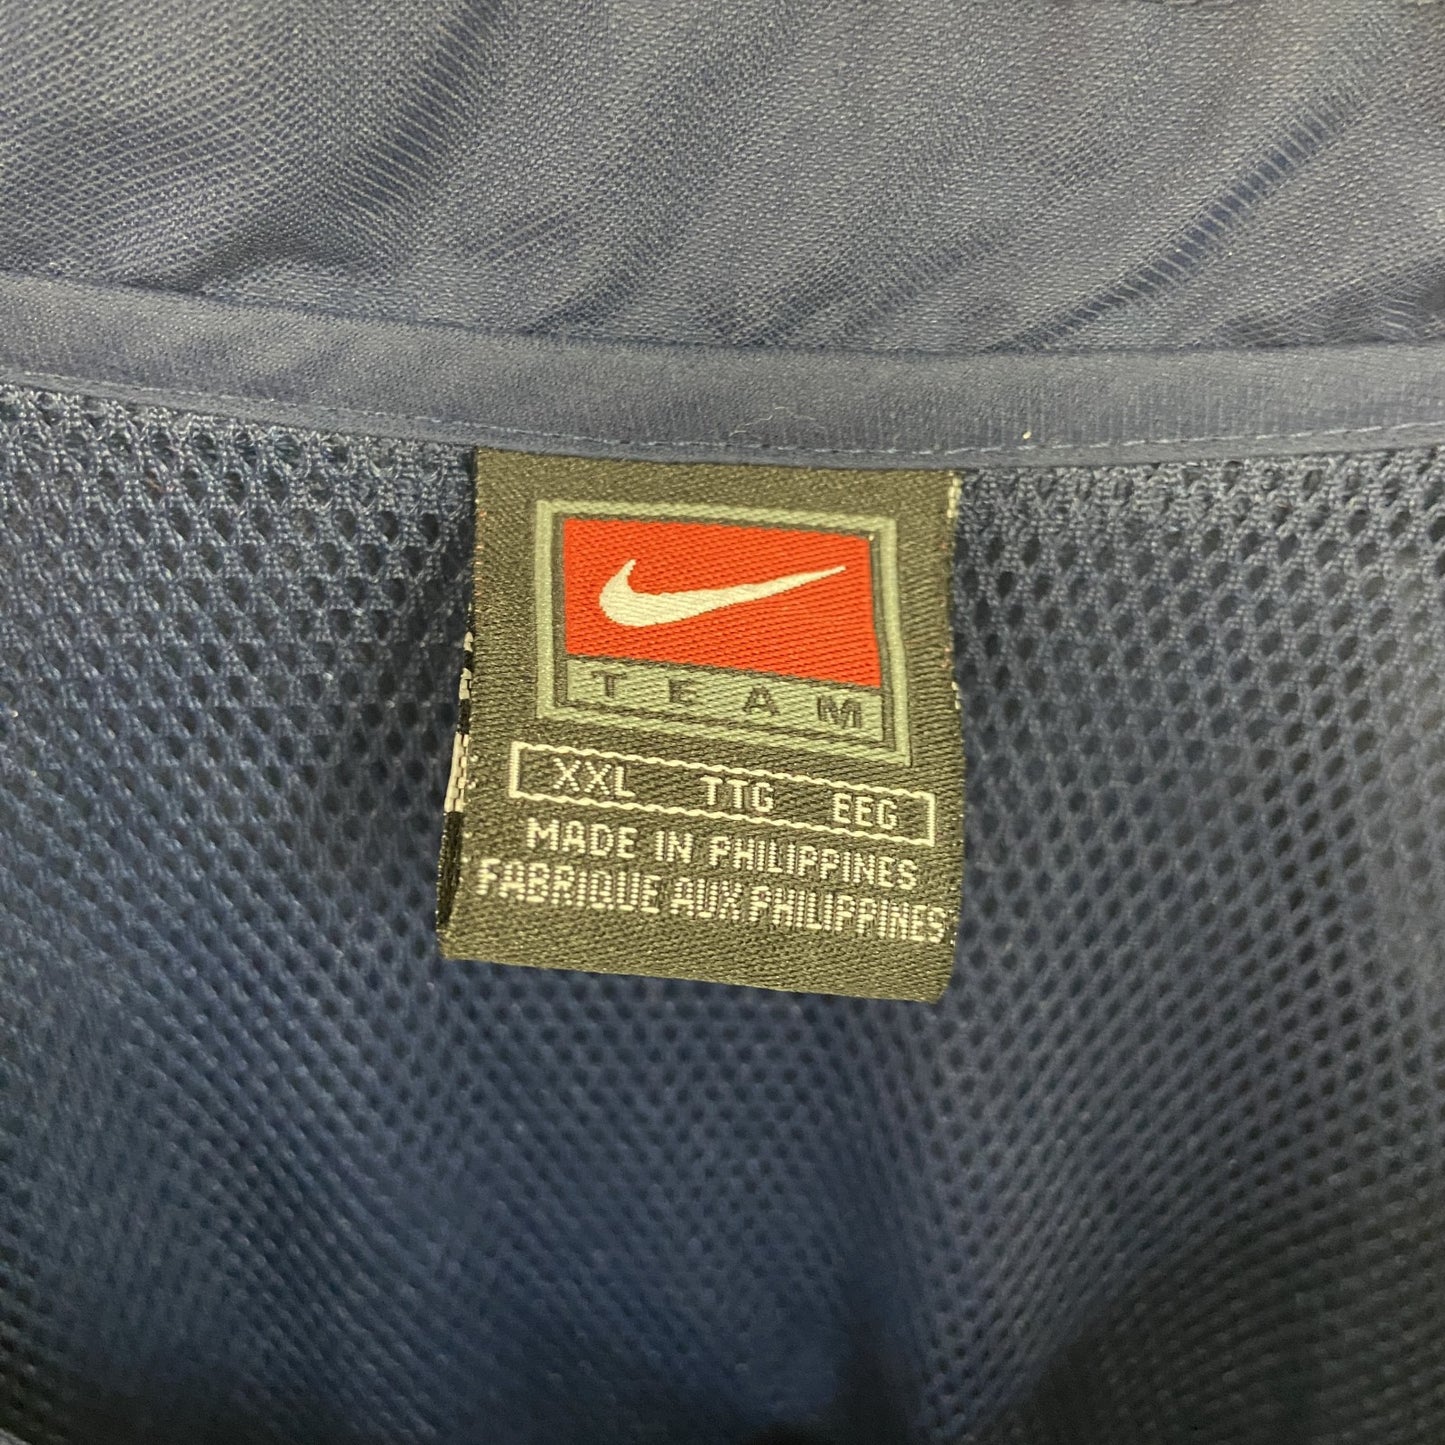 TEAM
XXL TTG EEG
MADE IN PHILIPPINES
FABRIQUE AUX PHILIPPINES